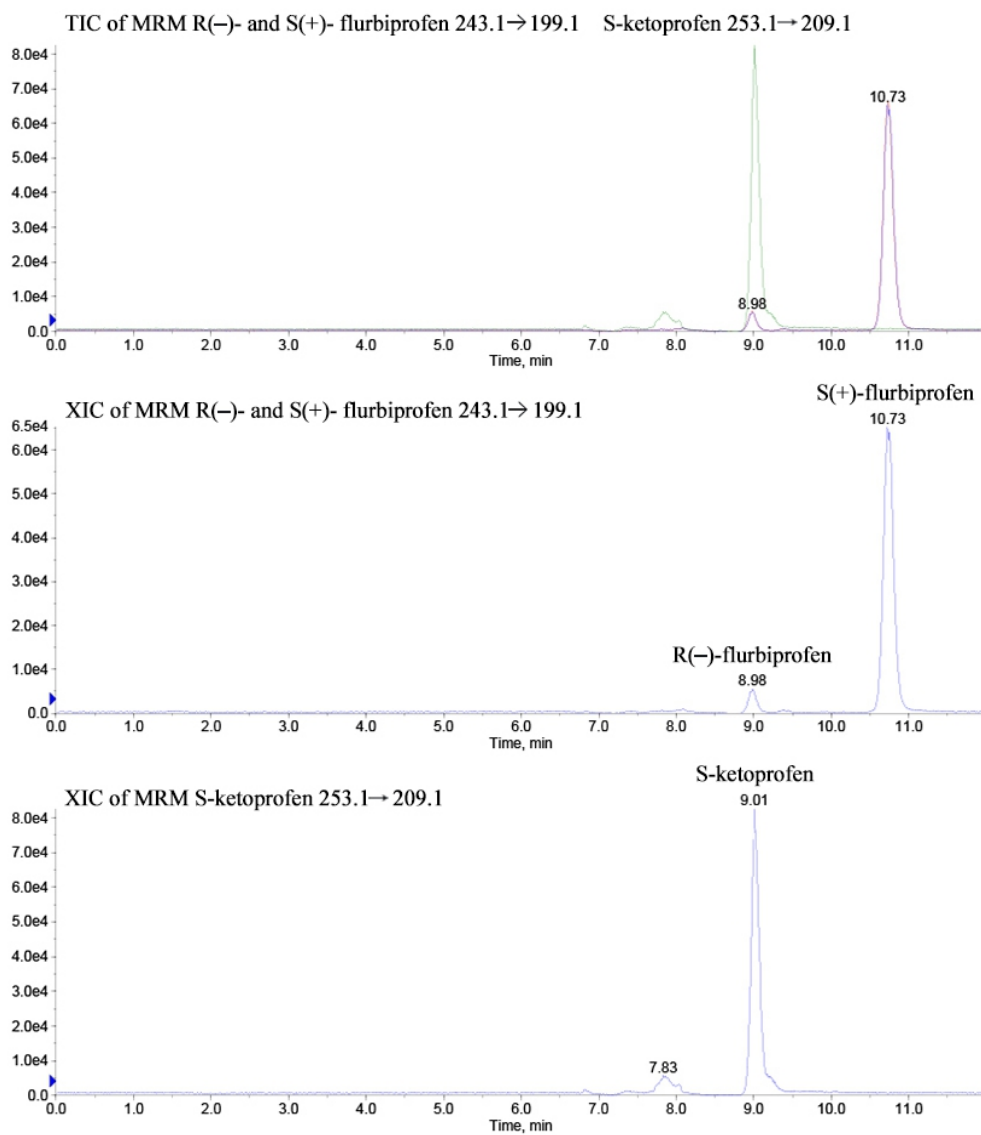 TIC of MRM R(−)- and S(+)- flurbiprofen 243.1→199.1 S-ketoprofen 253.1→209.1
8.0e4
7.0e4
6.0e4
5.0e4
4.0e4
3.0e4
2.0e4
1.0e4
0.0
10.73
8.98
0.0 1.0 2.0 3.0 4.0 5.0 6.0 7.0 8.0 9.0 10.0 11.0
Time, min
XIC of MRM R(−)- and S(+)- flurbiprofen 243.1→199.1
S(+)-flurbiprofen
10.73
6.5e4
6.0e4
5.0e4
4.0e4
3.0e4
2.0e4
1.0e4
0.0
R(−)-flurbiprofen
8.98
0.0 1.0 2.0 3.0 4.0 5.0 6.0 7.0 8.0 9.0 10.0 11.0
Time, min
XIC of MRM S-ketoprofen 253.1→209.1
S-ketoprofen
9.01
8.0e4
7.0e4
6.0e4
5.0e4
4.0e4
3.0e4
2.0e4
1.0e4
0.0
7.83
0.0 1.0 2.0 3.0 4.0 5.0 6.0 7.0 8.0 9.0 10.0 11.0
Time, min